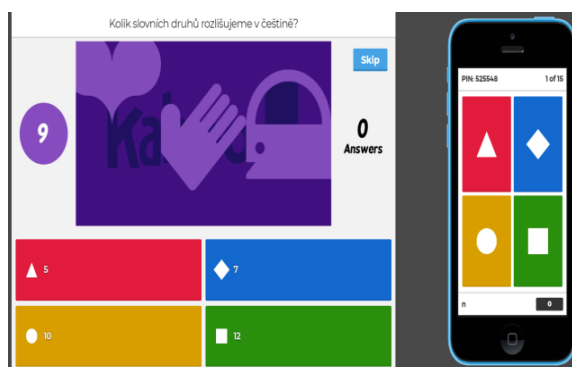 Kolik slovních druhů rozlišujeme v češtině?
Skip
9
0
Answers
5
7
10
12
PIN: 525548
1 of 15
n
0